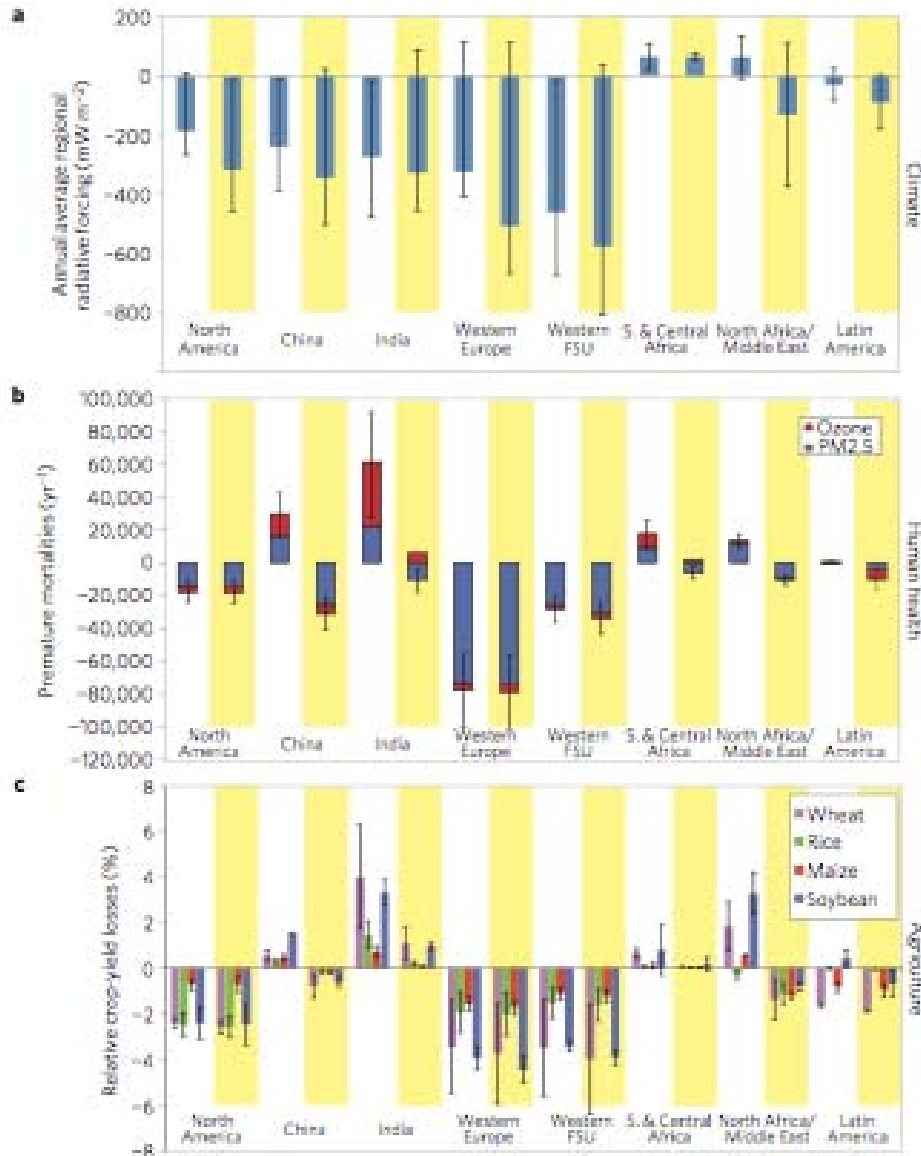 a
Annual average regional
radiative forcing (mW m⁻²)
200
0
−200
−400
−600
−800
North
America
China
India
Western
Europe
Western
FSU
S. & Central
Africa
North Africa/
Middle East
Latin
America
Climate
b
Premature mortalities (yr⁻¹)
100,000
80,000
60,000
40,000
20,000
0
−20,000
−40,000
−60,000
−80,000
−100,000
−120,000
Ozone
PM2.5
North
America
China
India
Western
Europe
Western
FSU
S. & Central
Africa
North Africa/
Middle East
Latin
America
Human health
c
Relative crop-yield losses (%)
8
6
4
2
0
−2
−4
−6
−8
Wheat
Rice
Maize
Soybean
North
America
China
India
Western
Europe
Western
FSU
S. & Central
Africa
North Africa/
Middle East
Latin
America
Agriculture